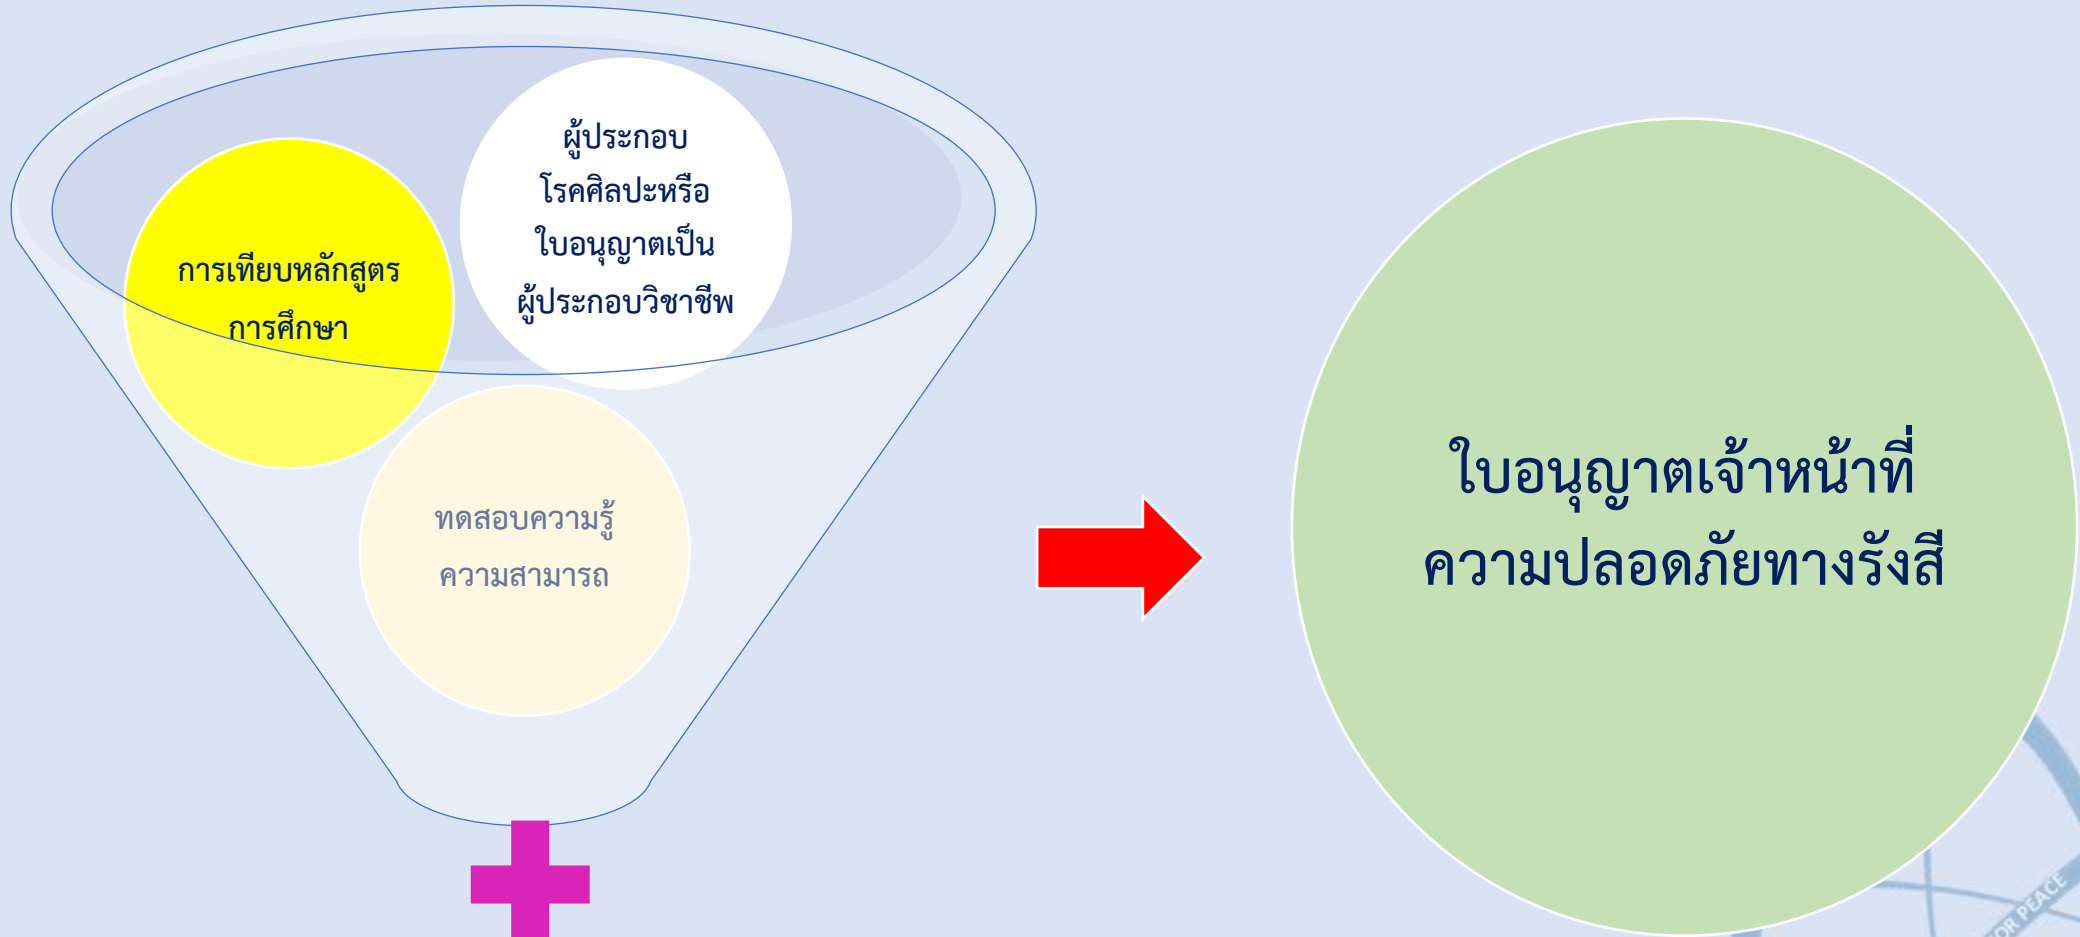 ผู้ประกอบ
โรคศิลปะหรือ
ใบอนุญาตเป็น
ผู้ประกอบวิชาชีพ
การเทียบหลักสูตร
การศึกษา
ทดสอบความรู้
ความสามารถ
ใบอนุญาตเจ้าหน้าที่
ความปลอดภัยทางรังสี
FOR PEACE